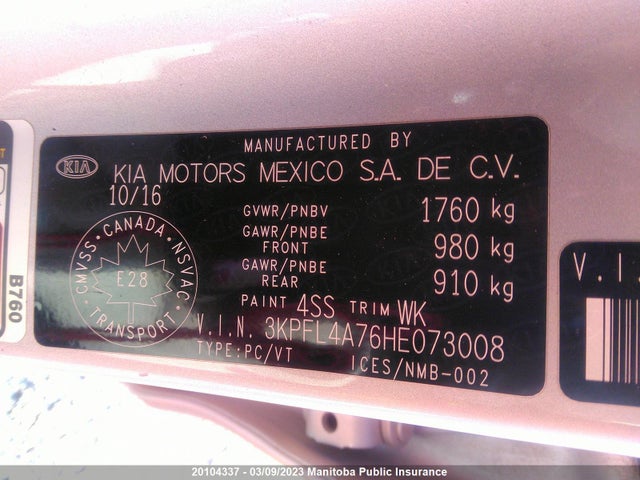 MANUFACTURED BY
KIA KIA MOTORS MEXICO S.A. DE C.V.
10/16
GVWR/PNBV 1760 kg
GAWR/PNBE FRONT 980 kg
GAWR/PNBE REAR 910 kg
PAINT 4SS TRIM WK
V.I.N. 3KPFL4A76HE073008
TYPE:PC/VT ICES/NMB-002
CMVSS CANADA NSVAC
E28
TRANSPORT
B760
V.I.
20104337 - 03/09/2023 Manitoba Public Insurance